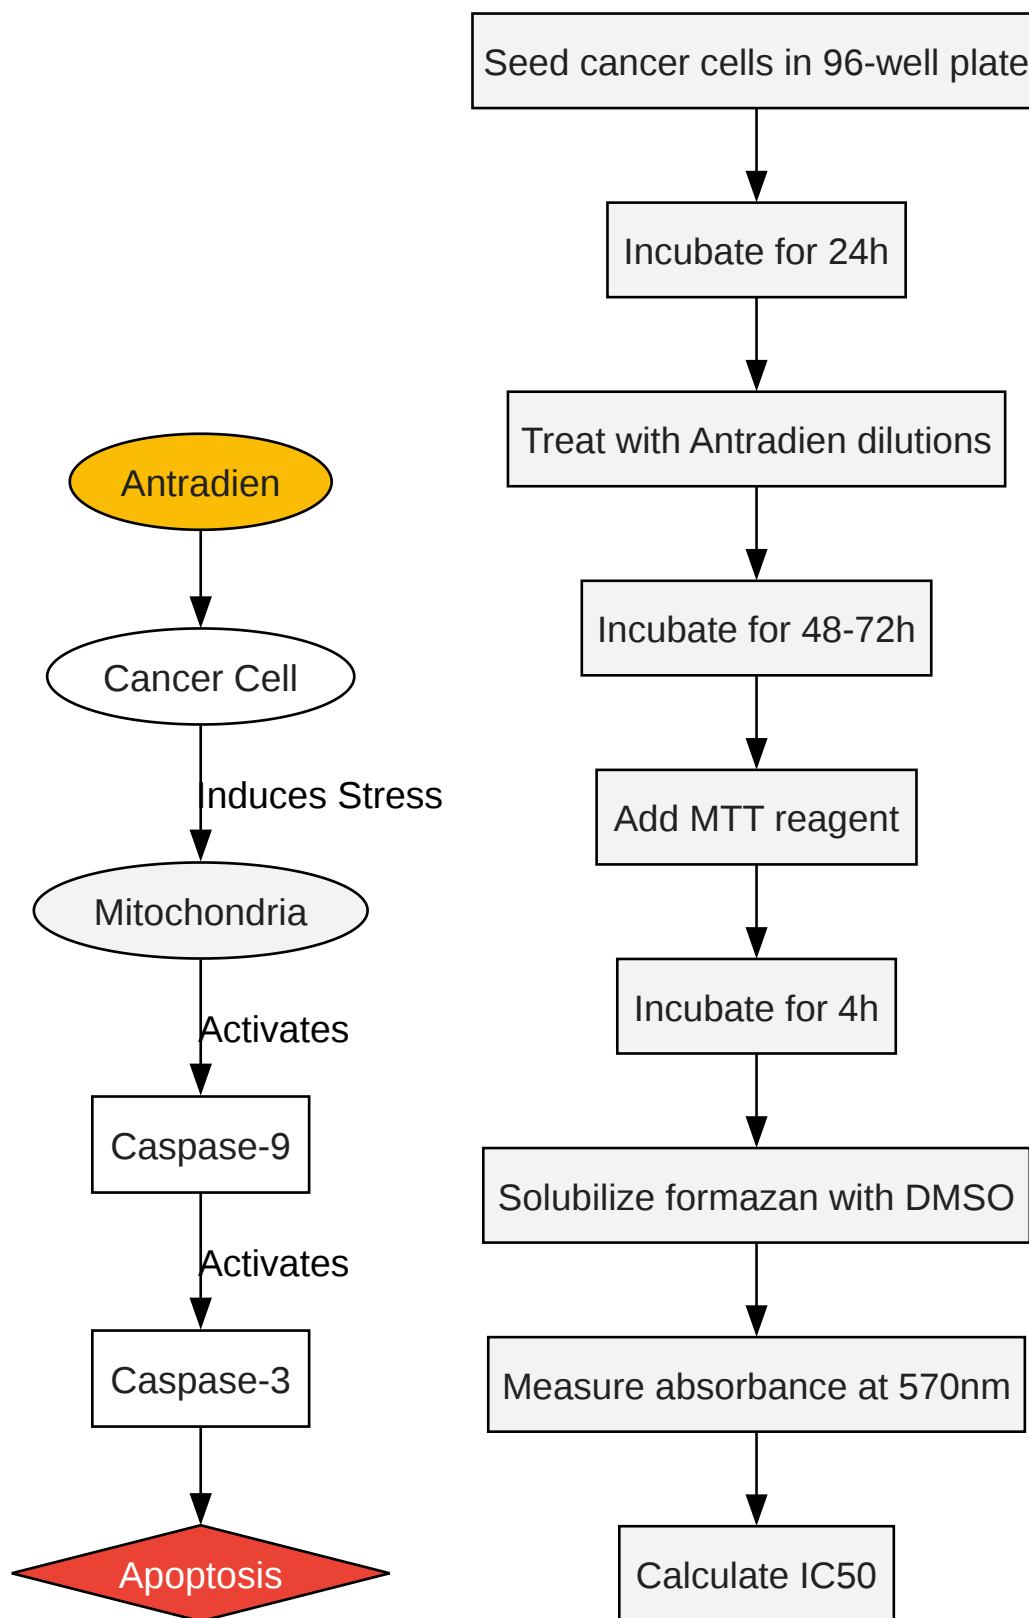 Antradien
Cancer Cell
Induces Stress
Mitochondria
Activates
Caspase-9
Activates
Caspase-3
Apoptosis
Seed cancer cells in 96-well plate
Incubate for 24h
Treat with Antradien dilutions
Incubate for 48-72h
Add MTT reagent
Incubate for 4h
Solubilize formazan with DMSO
Measure absorbance at 570nm
Calculate IC50